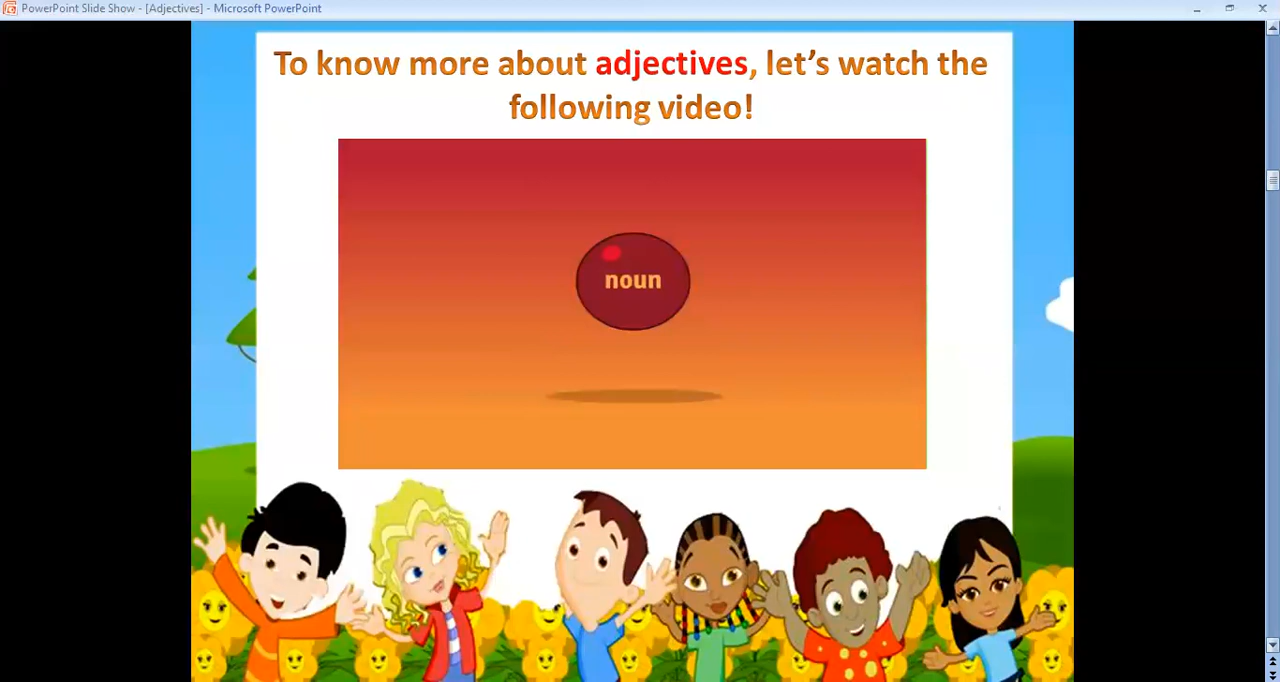 PowerPoint Slide Show - [Adjectives] - Microsoft PowerPoint
To know more about adjectives, let's watch the
following video!
noun